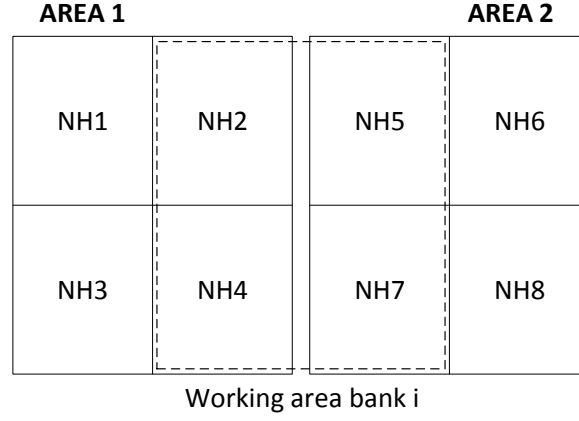 AREA 1 AREA 2
NH1 NH2 NH5 NH6
NH3 NH4 NH7 NH8
Working area bank i